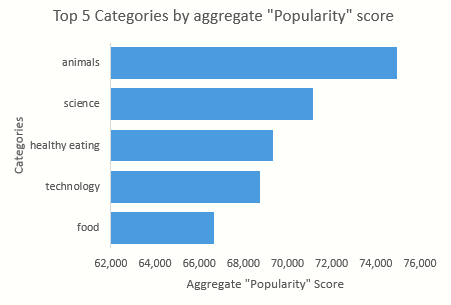 Top 5 Categories by aggregate "Popularity" score
Categories
animals
science
healthy eating
technology
food
62,000 64,000 66,000 68,000 70,000 72,000 74,000 76,000
Aggregate "Popularity" Score